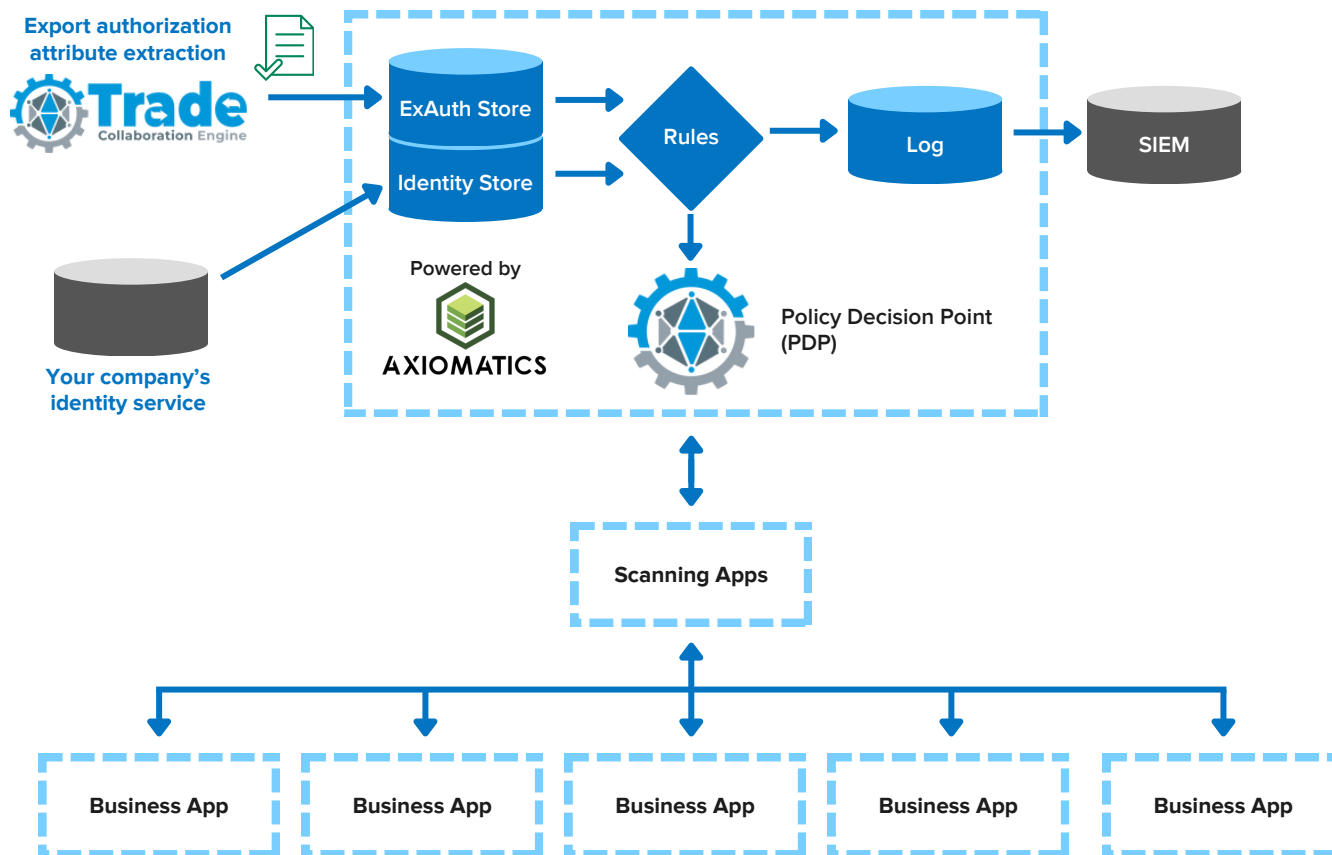 Export authorization
attribute extraction
Trade
Collaboration Engine
ExAuth Store
Identity Store
Rules
Log
SIEM
Powered by
AXIOMATICS
Policy Decision Point
(PDP)
Your company's
identity service
Scanning Apps
Business App
Business App
Business App
Business App
Business App